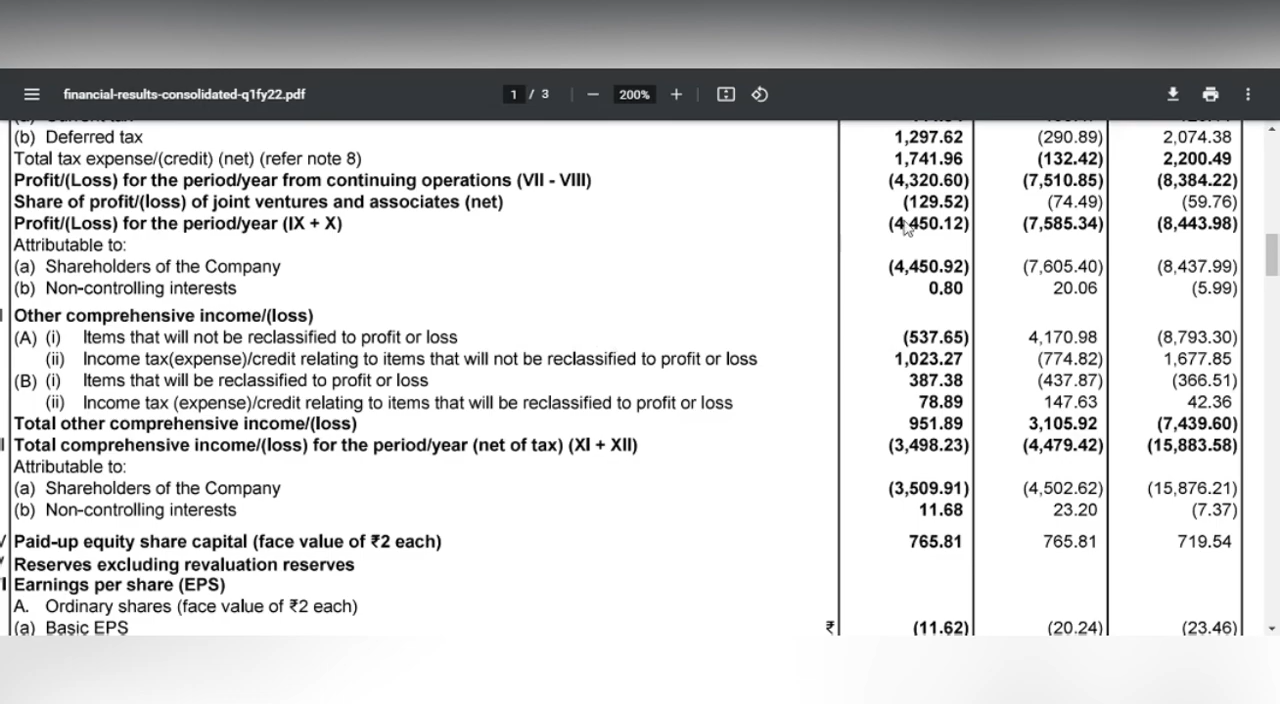 financial-results-consolidated-q1fy22.pdf 1 / 3 200%
(b) Deferred tax 1,297.62 (290.89) 2,074.38
Total tax expense/(credit) (net) (refer note 8) 1,741.96 (132.42) 2,200.49
Profit/(Loss) for the period/year from continuing operations (VII - VIII) (4,320.60) (7,510.85) (8,384.22)
Share of profit/(loss) of joint ventures and associates (net) (129.52) (74.49) (59.76)
Profit/(Loss) for the period/year (IX + X) (4,450.12) (7,585.34) (8,443.98)
Attributable to:
(a) Shareholders of the Company (4,450.92) (7,605.40) (8,437.99)
(b) Non-controlling interests 0.80 20.06 (5.99)
Other comprehensive income/(loss)
(A) (i) Items that will not be reclassified to profit or loss (537.65) 4,170.98 (8,793.30)
(ii) Income tax(expense)/credit relating to items that will not be reclassified to profit or loss 1,023.27 (774.82) 1,677.85
(B) (i) Items that will be reclassified to profit or loss 387.38 (437.87) (366.51)
(ii) Income tax (expense)/credit relating to items that will be reclassified to profit or loss 78.89 147.63 42.36
Total other comprehensive income/(loss) 951.89 3,105.92 (7,439.60)
Total comprehensive income/(loss) for the period/year (net of tax) (XI + XII) (3,498.23) (4,479.42) (15,883.58)
Attributable to:
(a) Shareholders of the Company (3,509.91) (4,502.62) (15,876.21)
(b) Non-controlling interests 11.68 23.20 (7.37)
Paid-up equity share capital (face value of ₹2 each) 765.81 765.81 719.54
Reserves excluding revaluation reserves
Earnings per share (EPS)
A. Ordinary shares (face value of ₹2 each)
(a) Basic EPS ₹ (11.62) (20.24) (23.46)